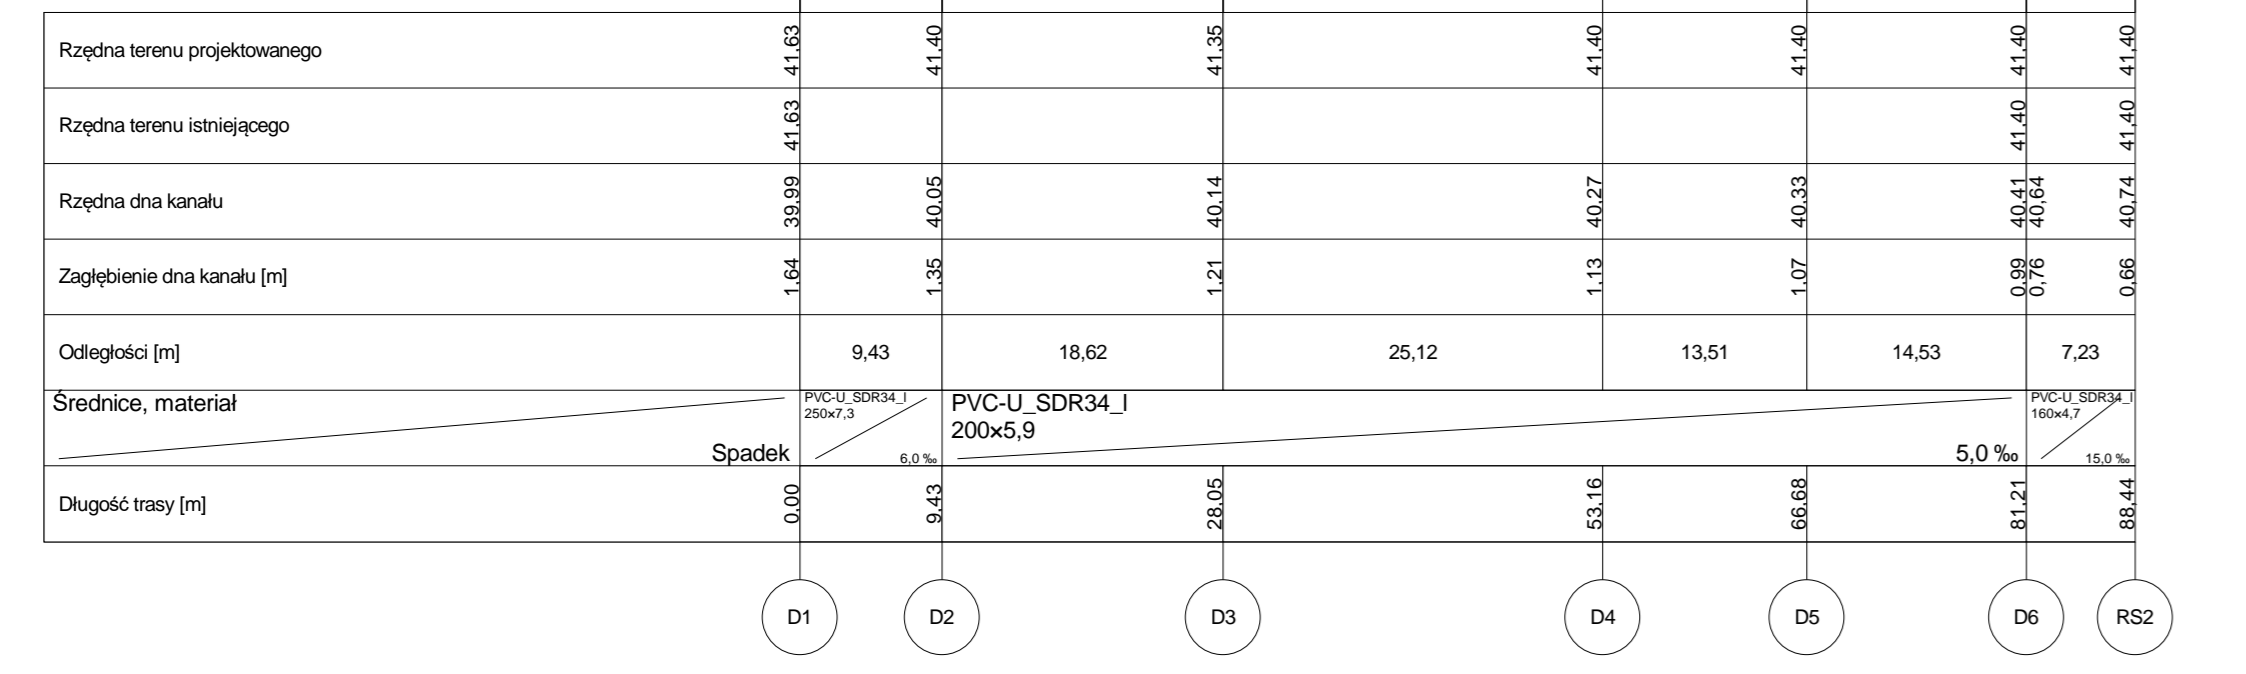 Rzędna terenu projektowanego 41,63 41,40 41,35 41,40 41,40 41,40 41,40
Rzędna terenu istniejącego 41,63 41,40 41,40
Rzędna dna kanału 39,99 40,05 40,14 40,27 40,33 40,41 40,64 40,74
Zagłębienie dna kanału [m] 1,64 1,35 1,21 1,13 1,07 0,99 0,76 0,66
Odległości [m] 9,43 18,62 25,12 13,51 14,53 7,23
Średnice, materiał PVC-U_SDR34_I PVC-U_SDR34_I PVC-U_SDR34_I
250×7,3 200×5,9 160×4,7
Spadek 6,0 ‰ 5,0 ‰ 15,0 ‰
Długość trasy [m] 0,00 9,43 28,05 53,16 66,68 81,21 88,44
D1 D2 D3 D4 D5 D6 RS2